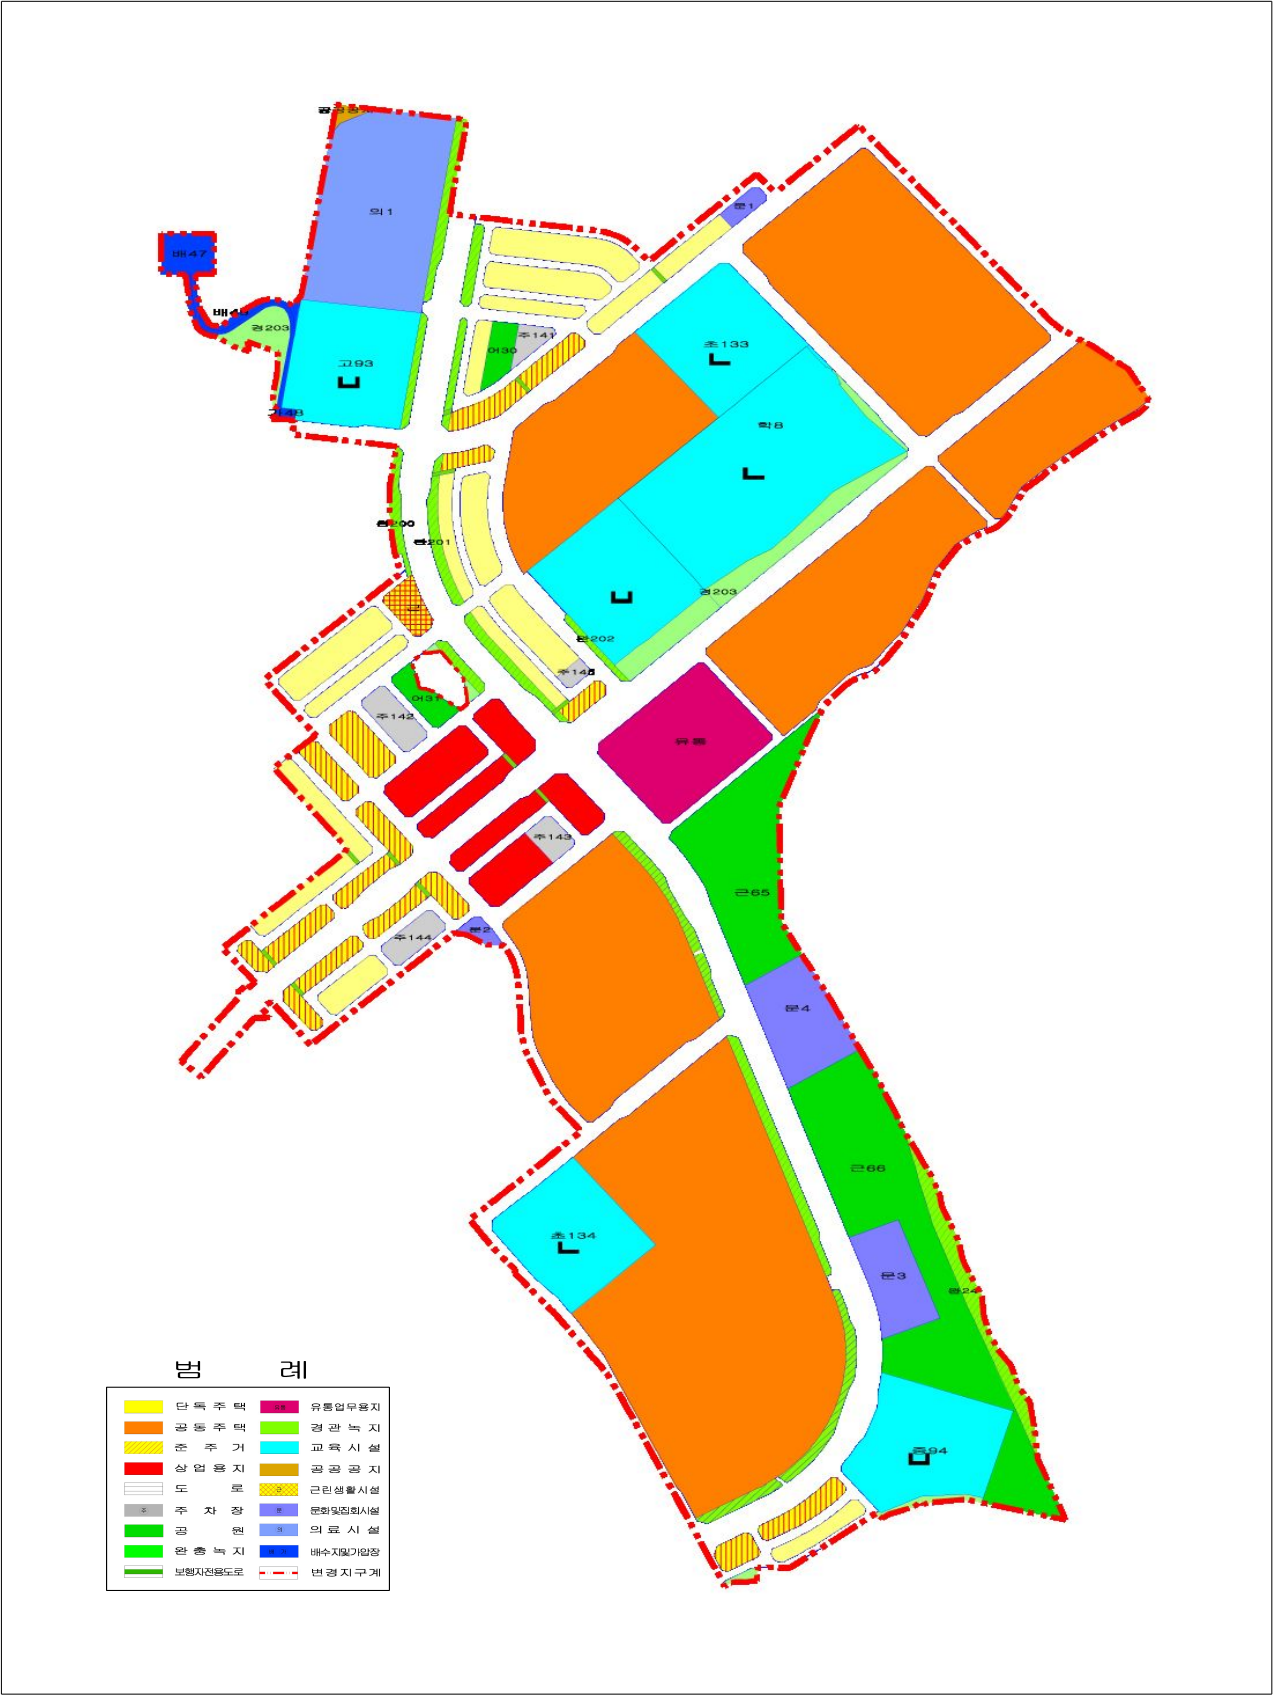 의1
문1
배47
경203
주141
어30
고93
초133
가48
학8
201
경203
완202
근
어31
주142
유통
주143
근65
문2
주144
문4
근66
초134
문3
중94
범 례
단독주택 유통업무용지
공동주택 경관녹지
준주거 교육시설
상업용지 공공공지
도로 근 근린생활시설
주 주차장 문 문화및집회시설
공원 의 의료시설
완충녹지 배수지및가압장
보행자전용도로 변경지구계